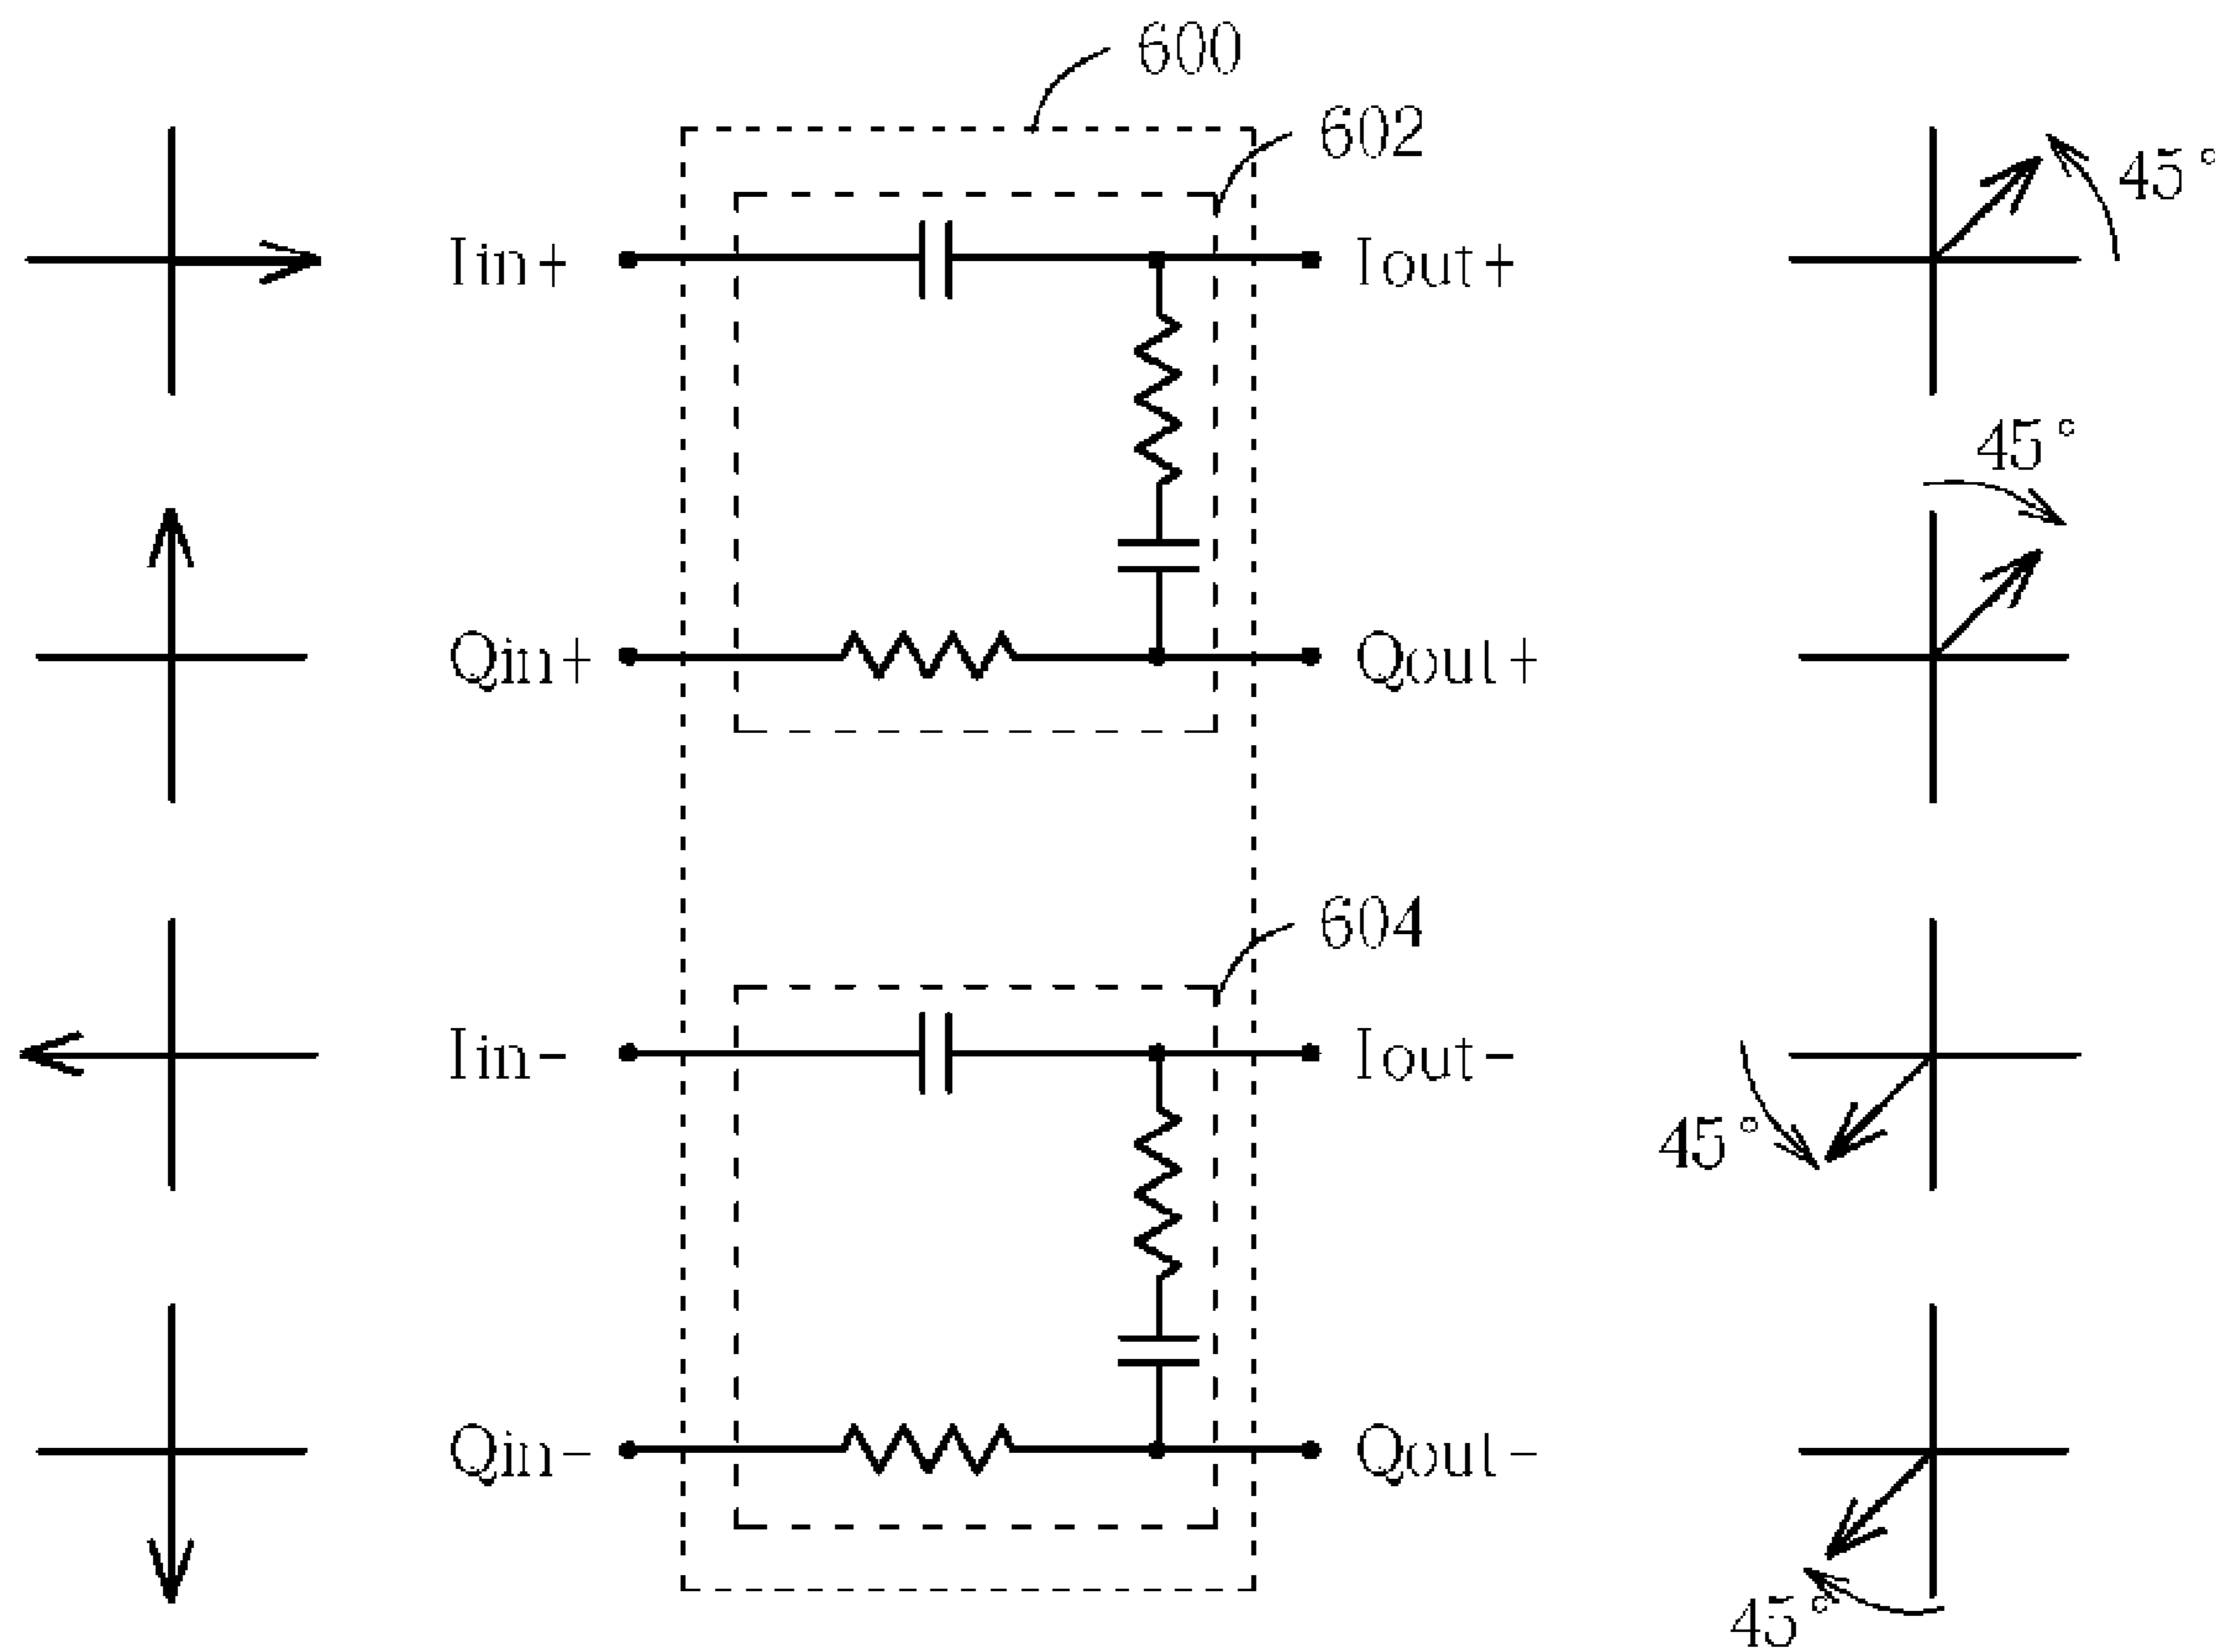 600
602
45°
Iin+
Iout+
45°
Qin+
Qout+
604
Iin-
Iout-
45°
Qin-
Qout-
45°